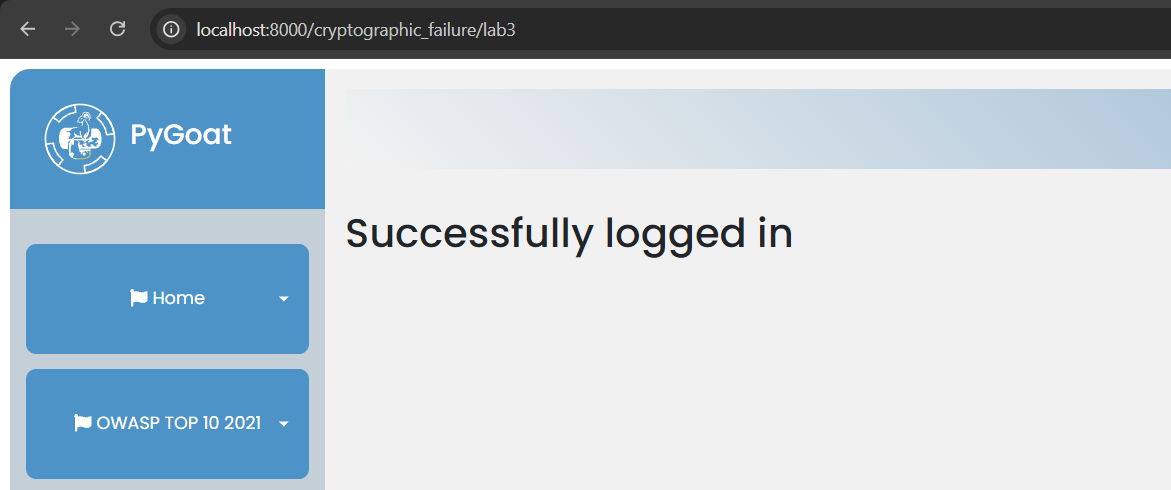 localhost:8000/cryptographic_failure/lab3
PyGoat
Successfully logged in
Home
OWASP TOP 10 2021